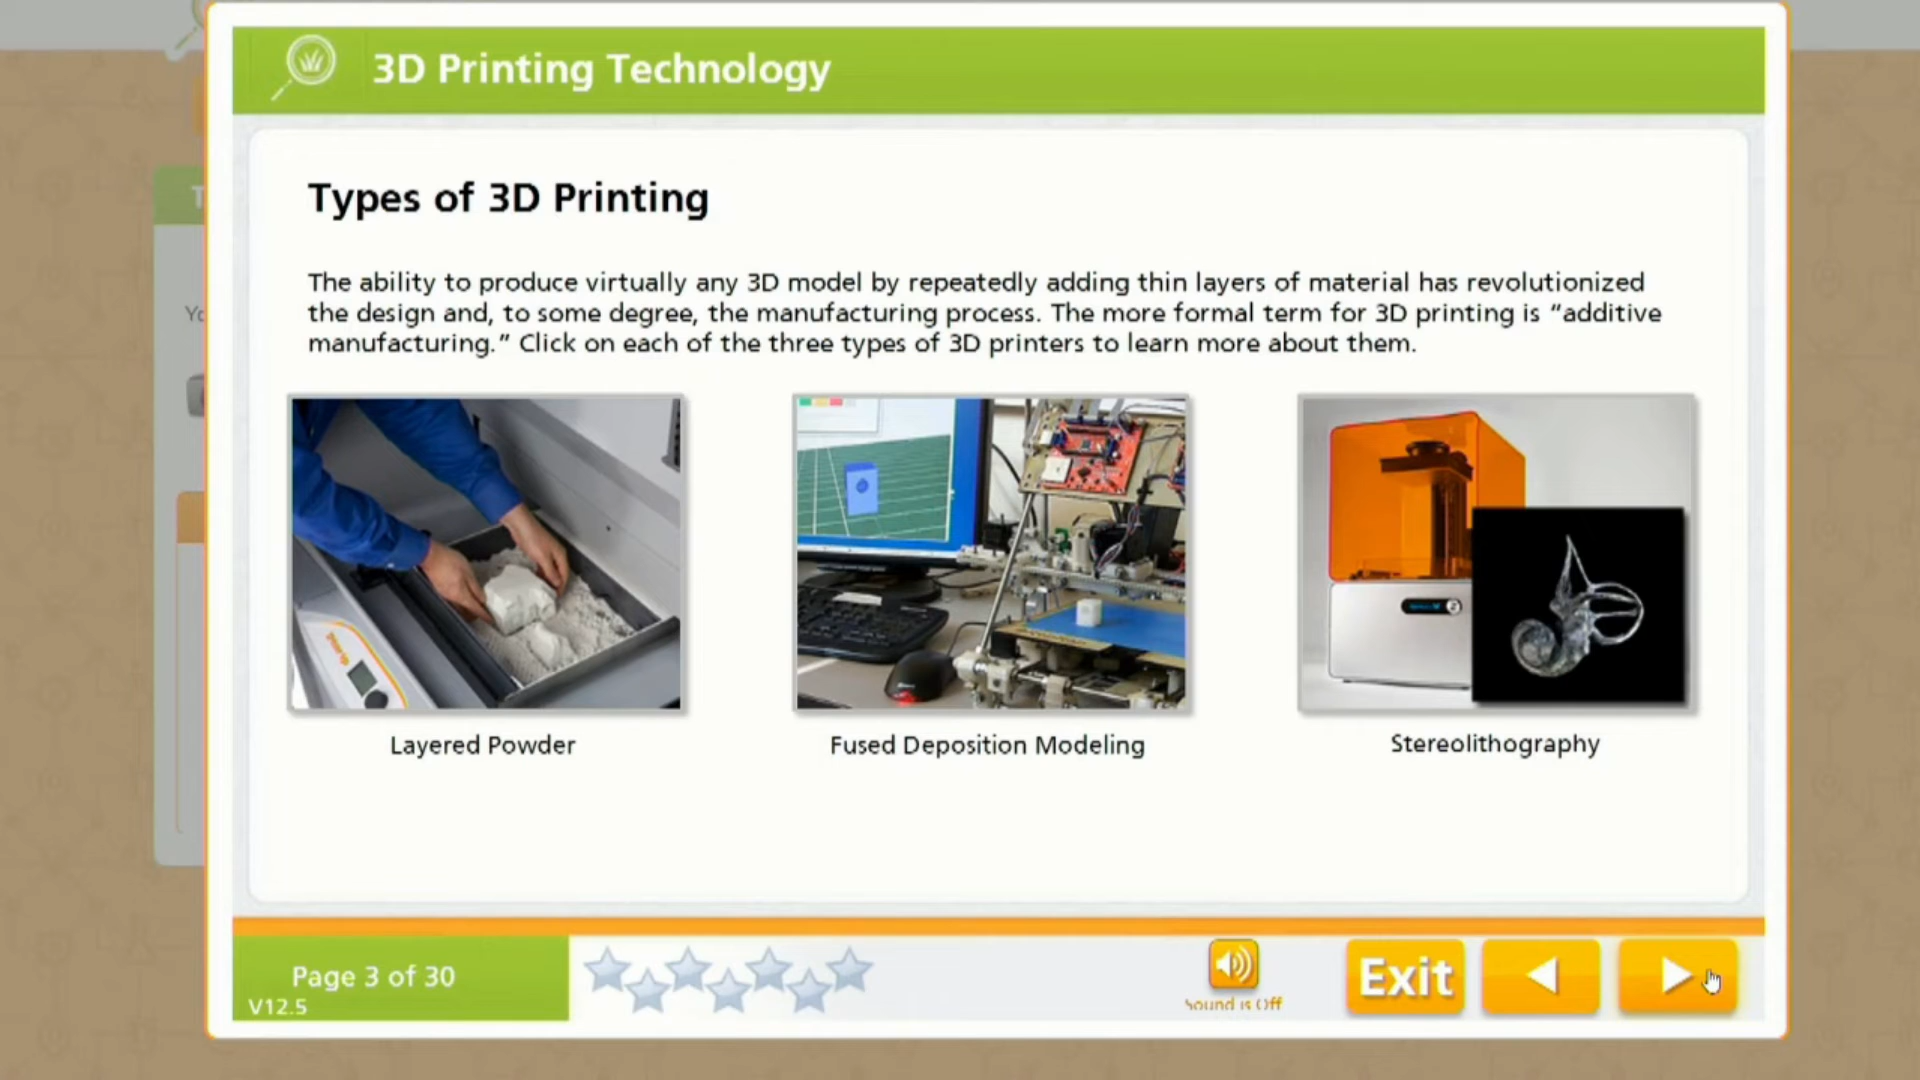 3D Printing Technology
Types of 3D Printing
The ability to produce virtually any 3D model by repeatedly adding thin layers of material has revolutionized
the design and, to some degree, the manufacturing process. The more formal term for 3D printing is “additive
manufacturing.” Click on each of the three types of 3D printers to learn more about them.
Layered Powder
Fused Deposition Modeling
Stereolithography
Page 3 of 30
V12.5
Sound is Off
Exit